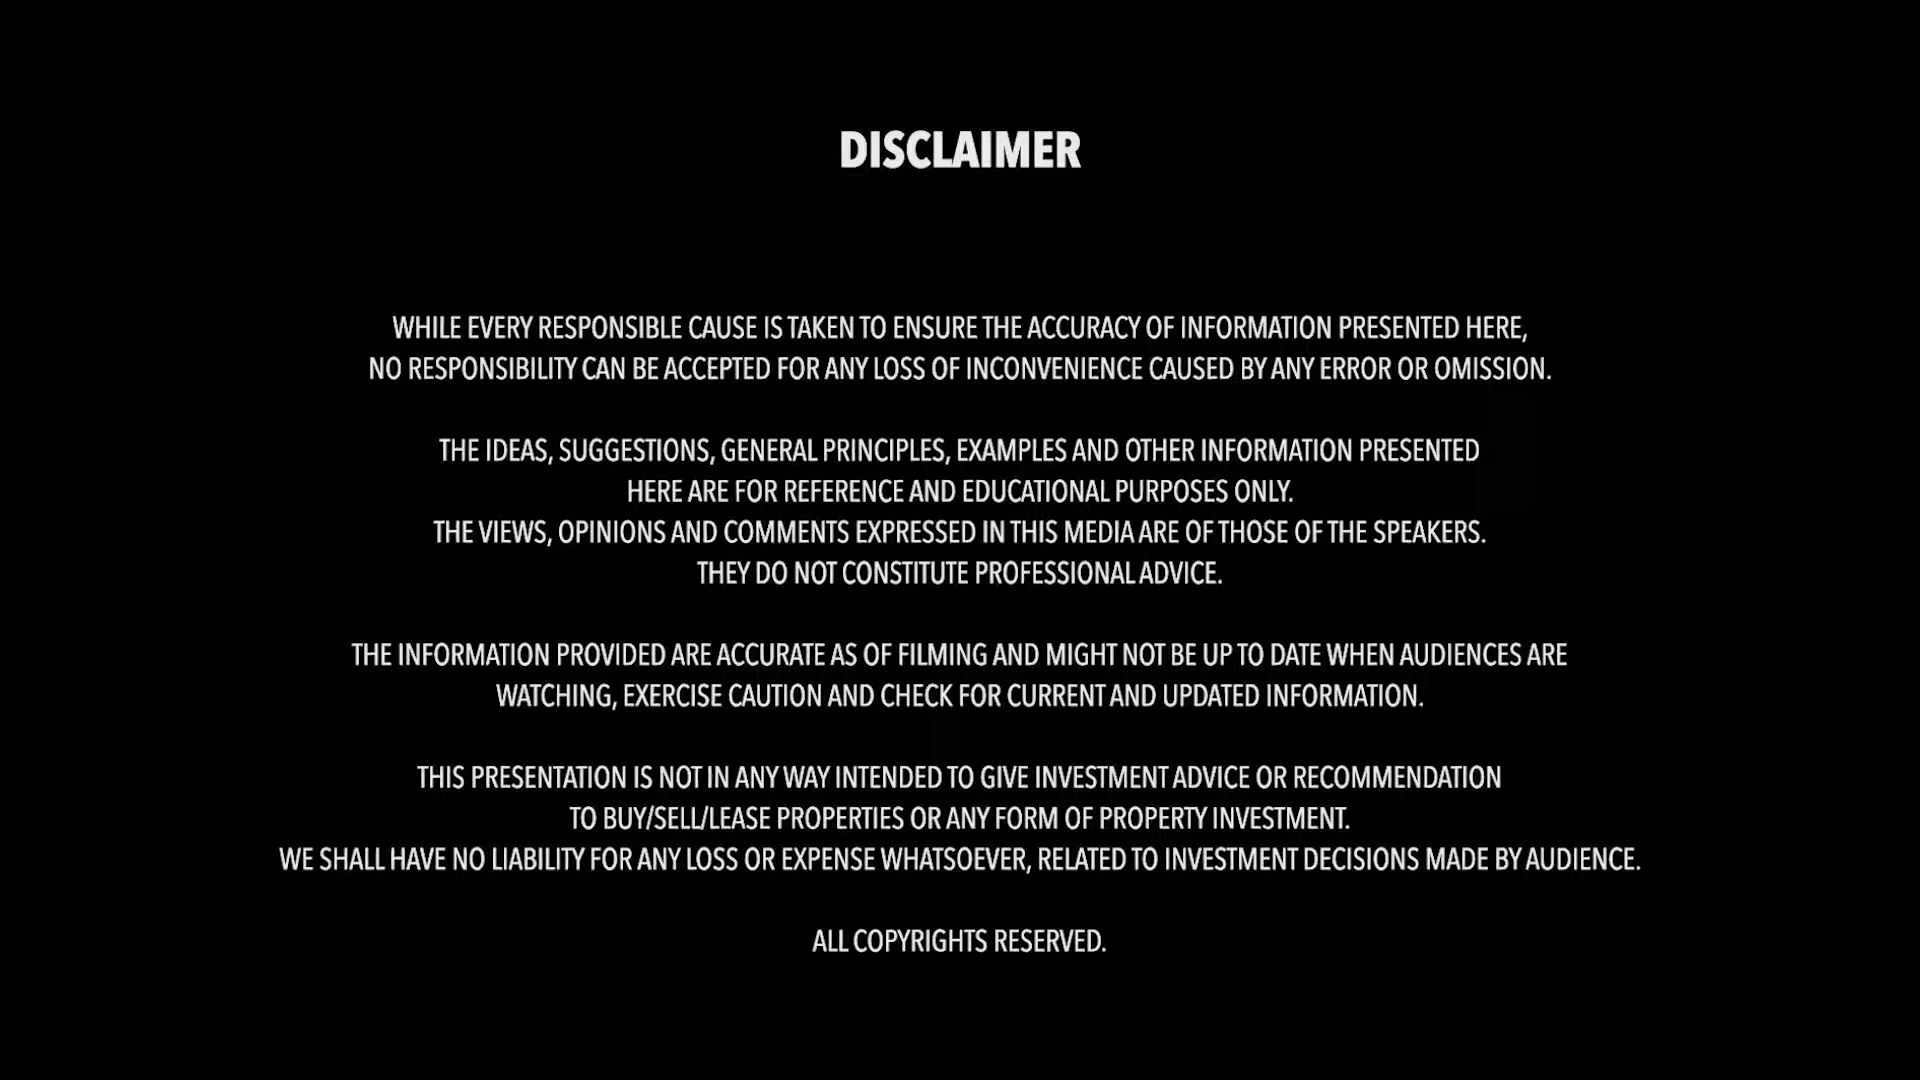 DISCLAIMER
WHILE EVERY RESPONSIBLE CAUSE IS TAKEN TO ENSURE THE ACCURACY OF INFORMATION PRESENTED HERE,
NO RESPONSIBILITY CAN BE ACCEPTED FOR ANY LOSS OF INCONVENIENCE CAUSED BY ANY ERROR OR OMISSION.
THE IDEAS, SUGGESTIONS, GENERAL PRINCIPLES, EXAMPLES AND OTHER INFORMATION PRESENTED
HERE ARE FOR REFERENCE AND EDUCATIONAL PURPOSES ONLY.
THE VIEWS, OPINIONS AND COMMENTS EXPRESSED IN THIS MEDIA ARE OF THOSE OF THE SPEAKERS.
THEY DO NOT CONSTITUTE PROFESSIONAL ADVICE.
THE INFORMATION PROVIDED ARE ACCURATE AS OF FILMING AND MIGHT NOT BE UP TO DATE WHEN AUDIENCES ARE
WATCHING, EXERCISE CAUTION AND CHECK FOR CURRENT AND UPDATED INFORMATION.
THIS PRESENTATION IS NOT IN ANY WAY INTENDED TO GIVE INVESTMENT ADVICE OR RECOMMENDATION
TO BUY/SELL/LEASE PROPERTIES OR ANY FORM OF PROPERTY INVESTMENT.
WE SHALL HAVE NO LIABILITY FOR ANY LOSS OR EXPENSE WHATSOEVER, RELATED TO INVESTMENT DECISIONS MADE BY AUDIENCE.
ALL COPYRIGHTS RESERVED.